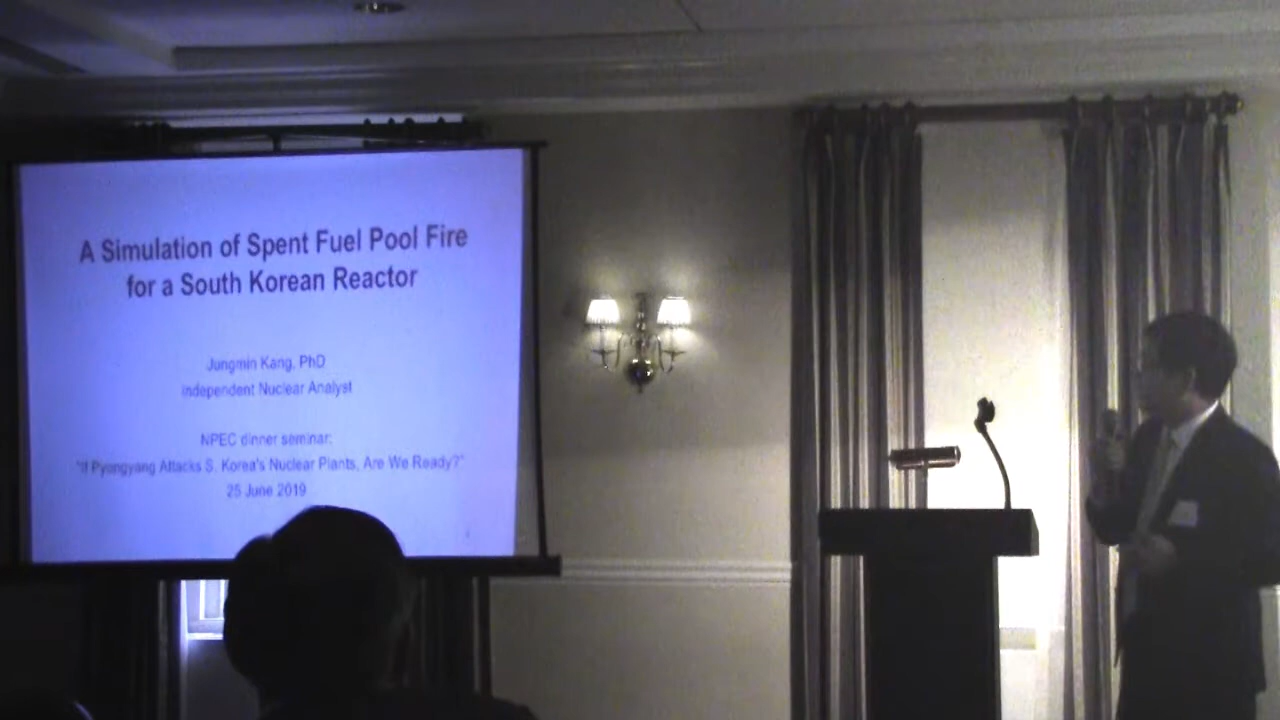 A Simulation of Spent Fuel Pool Fire
for a South Korean Reactor
Jungmin Kang, PhD
Independent Nuclear Analyst
NPEC dinner seminar:
"If Pyongyang Attacks S. Korea's Nuclear Plants, Are We Ready?"
25 June 2019